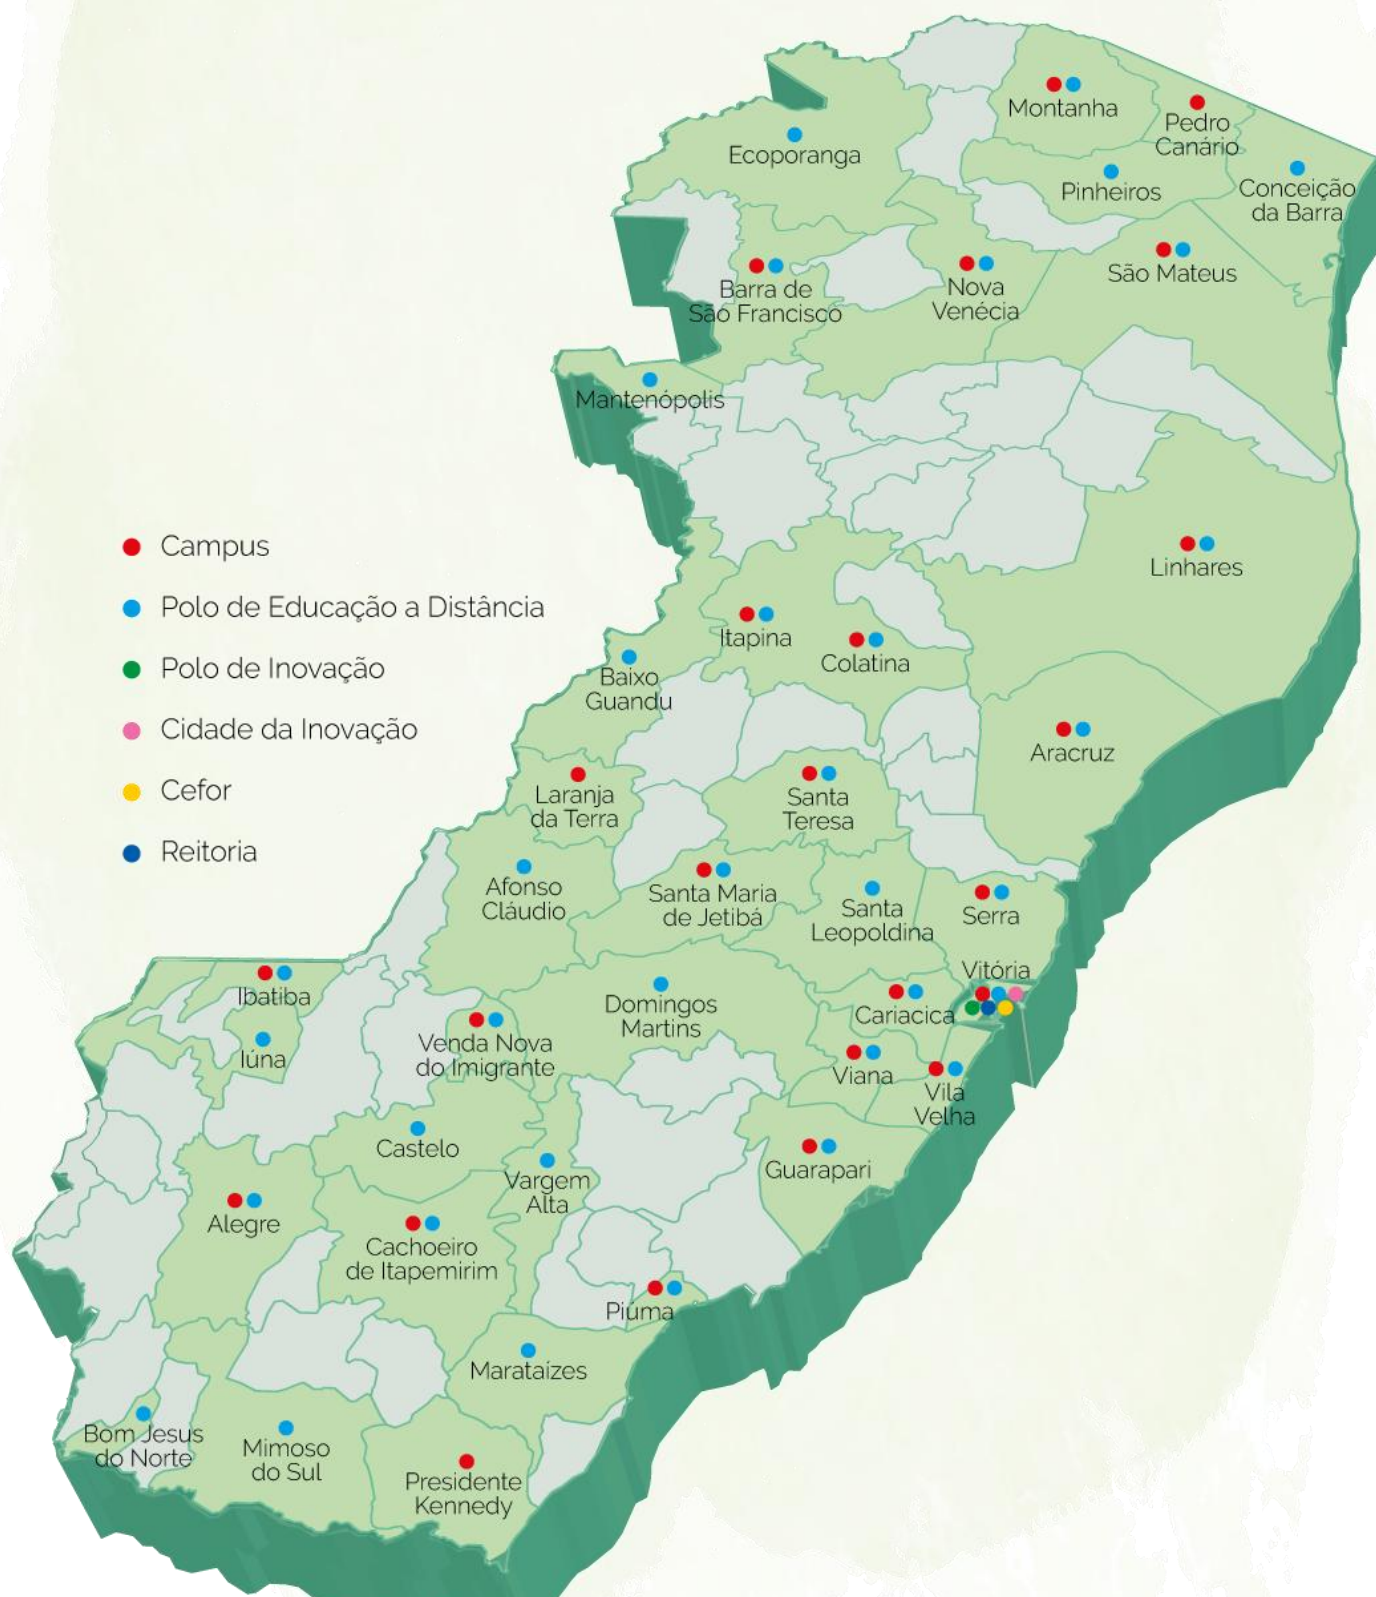 Montanha
Pedro
Canário
Ecoporanga
Pinheiros
Conceição
da Barra
São Mateus
Barra de
São Francisco
Nova
Venécia
Mantenópolis
Campus
Polo de Educação a Distância
Polo de Inovação
Cidade da Inovação
Cefor
Reitoria
Linhares
Itapina
Colatina
Baixo
Guandu
Aracruz
Laranja
da Terra
Santa
Teresa
Afonso
Cláudio
Santa Maria
de Jetibá
Santa
Leopoldina
Serra
Vitória
Ibatiba
Domingos
Martins
Cariacica
Iúna
Venda Nova
do Imigrante
Viana
Vila
Velha
Castelo
Vargem
Alta
Guarapari
Alegre
Cachoeiro
de Itapemirim
Piúma
Marataízes
Bom Jesus
do Norte
Mimoso
do Sul
Presidente
Kennedy